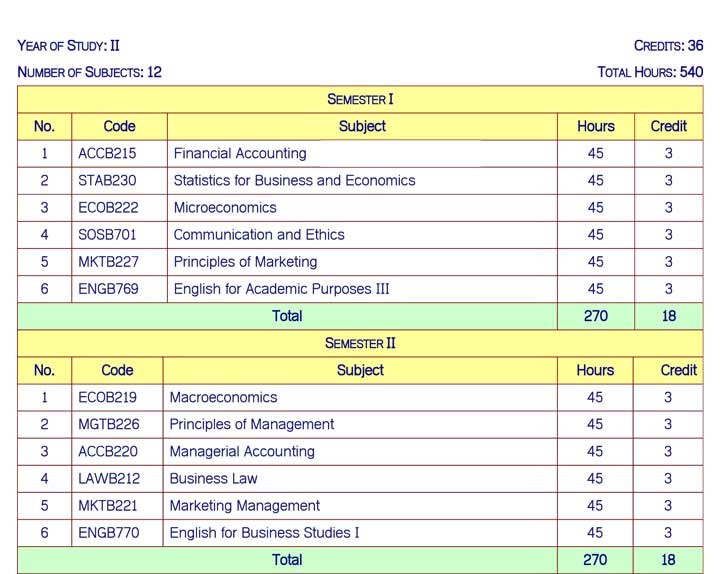 YEAR OF STUDY: II CREDITS: 36
NUMBER OF SUBJECTS: 12 TOTAL HOURS: 540
SEMESTER I
No. Code Subject Hours Credit
1 ACCB215 Financial Accounting 45 3
2 STAB230 Statistics for Business and Economics 45 3
3 ECOB222 Microeconomics 45 3
4 SOSB701 Communication and Ethics 45 3
5 MKTB227 Principles of Marketing 45 3
6 ENGB769 English for Academic Purposes III 45 3
Total 270 18
SEMESTER II
No. Code Subject Hours Credit
1 ECOB219 Macroeconomics 45 3
2 MGTB226 Principles of Management 45 3
3 ACCB220 Managerial Accounting 45 3
4 LAWB212 Business Law 45 3
5 MKTB221 Marketing Management 45 3
6 ENGB770 English for Business Studies I 45 3
Total 270 18